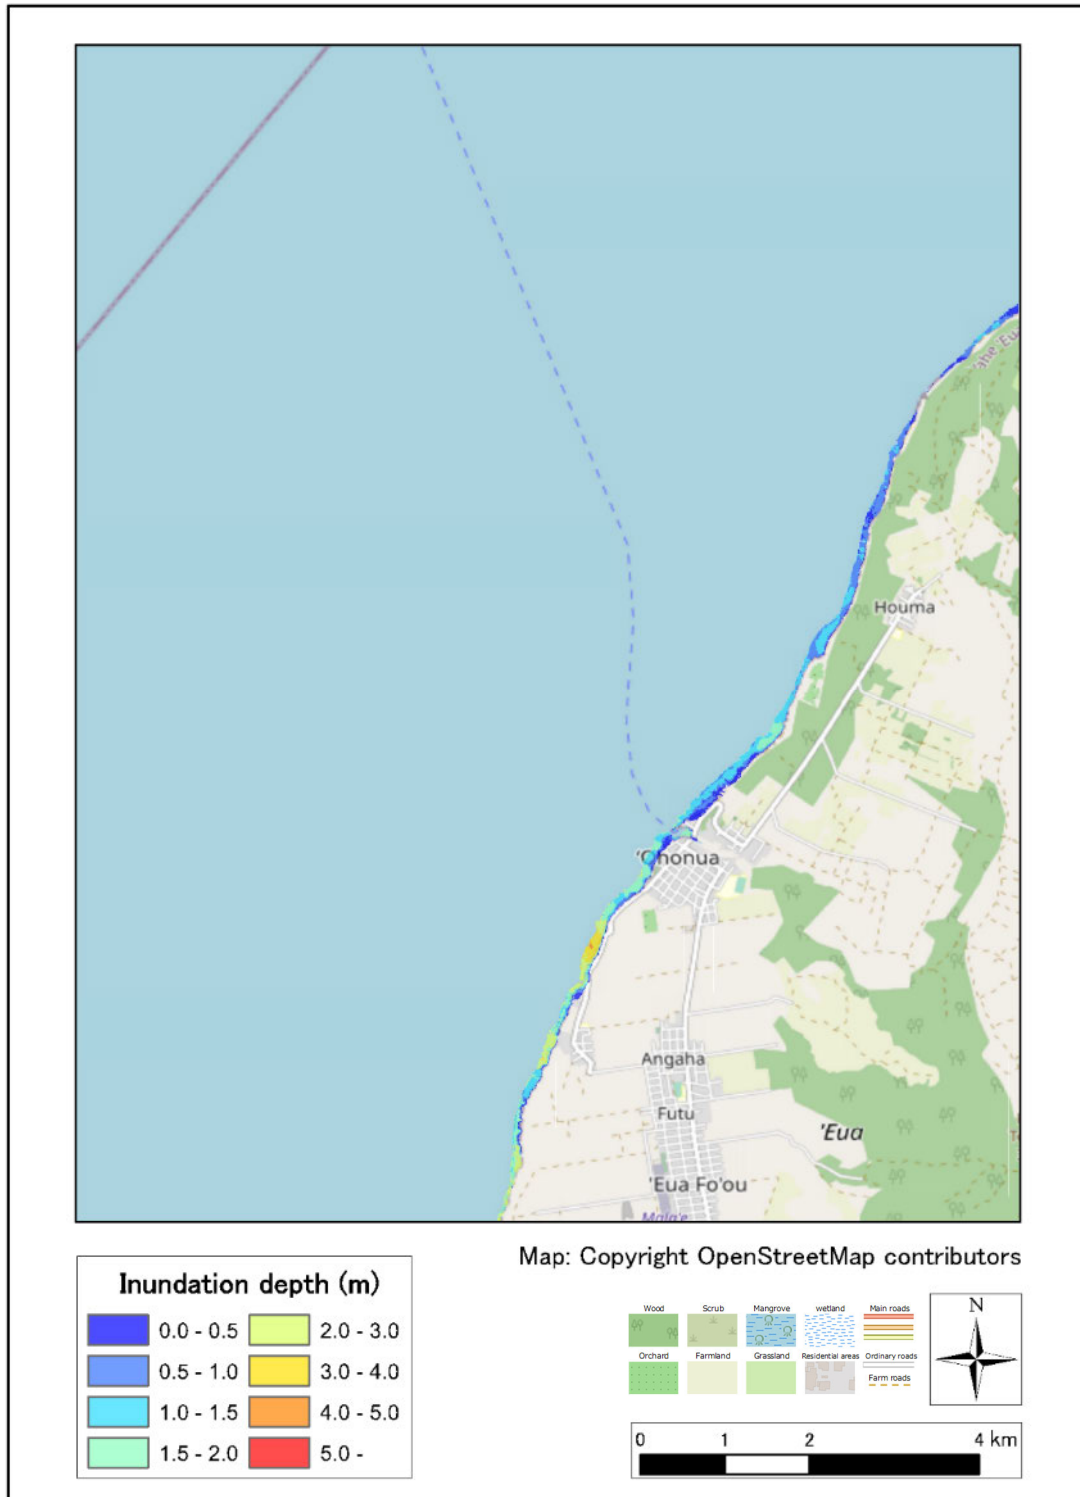 Houma
'Ohonua
Angaha
Futu
'Eua
'Eua Fo'ou
Map: Copyright OpenStreetMap contributors
Inundation depth (m)
0.0 - 0.5
2.0 - 3.0
0.5 - 1.0
3.0 - 4.0
1.0 - 1.5
4.0 - 5.0
1.5 - 2.0
5.0 -
Wood
Scrub
Mangrove
wetland
Main roads
Orchard
Farmland
Grassland
Residential areas
Ordinary roads
Farm roads
N
0 1 2 4 km